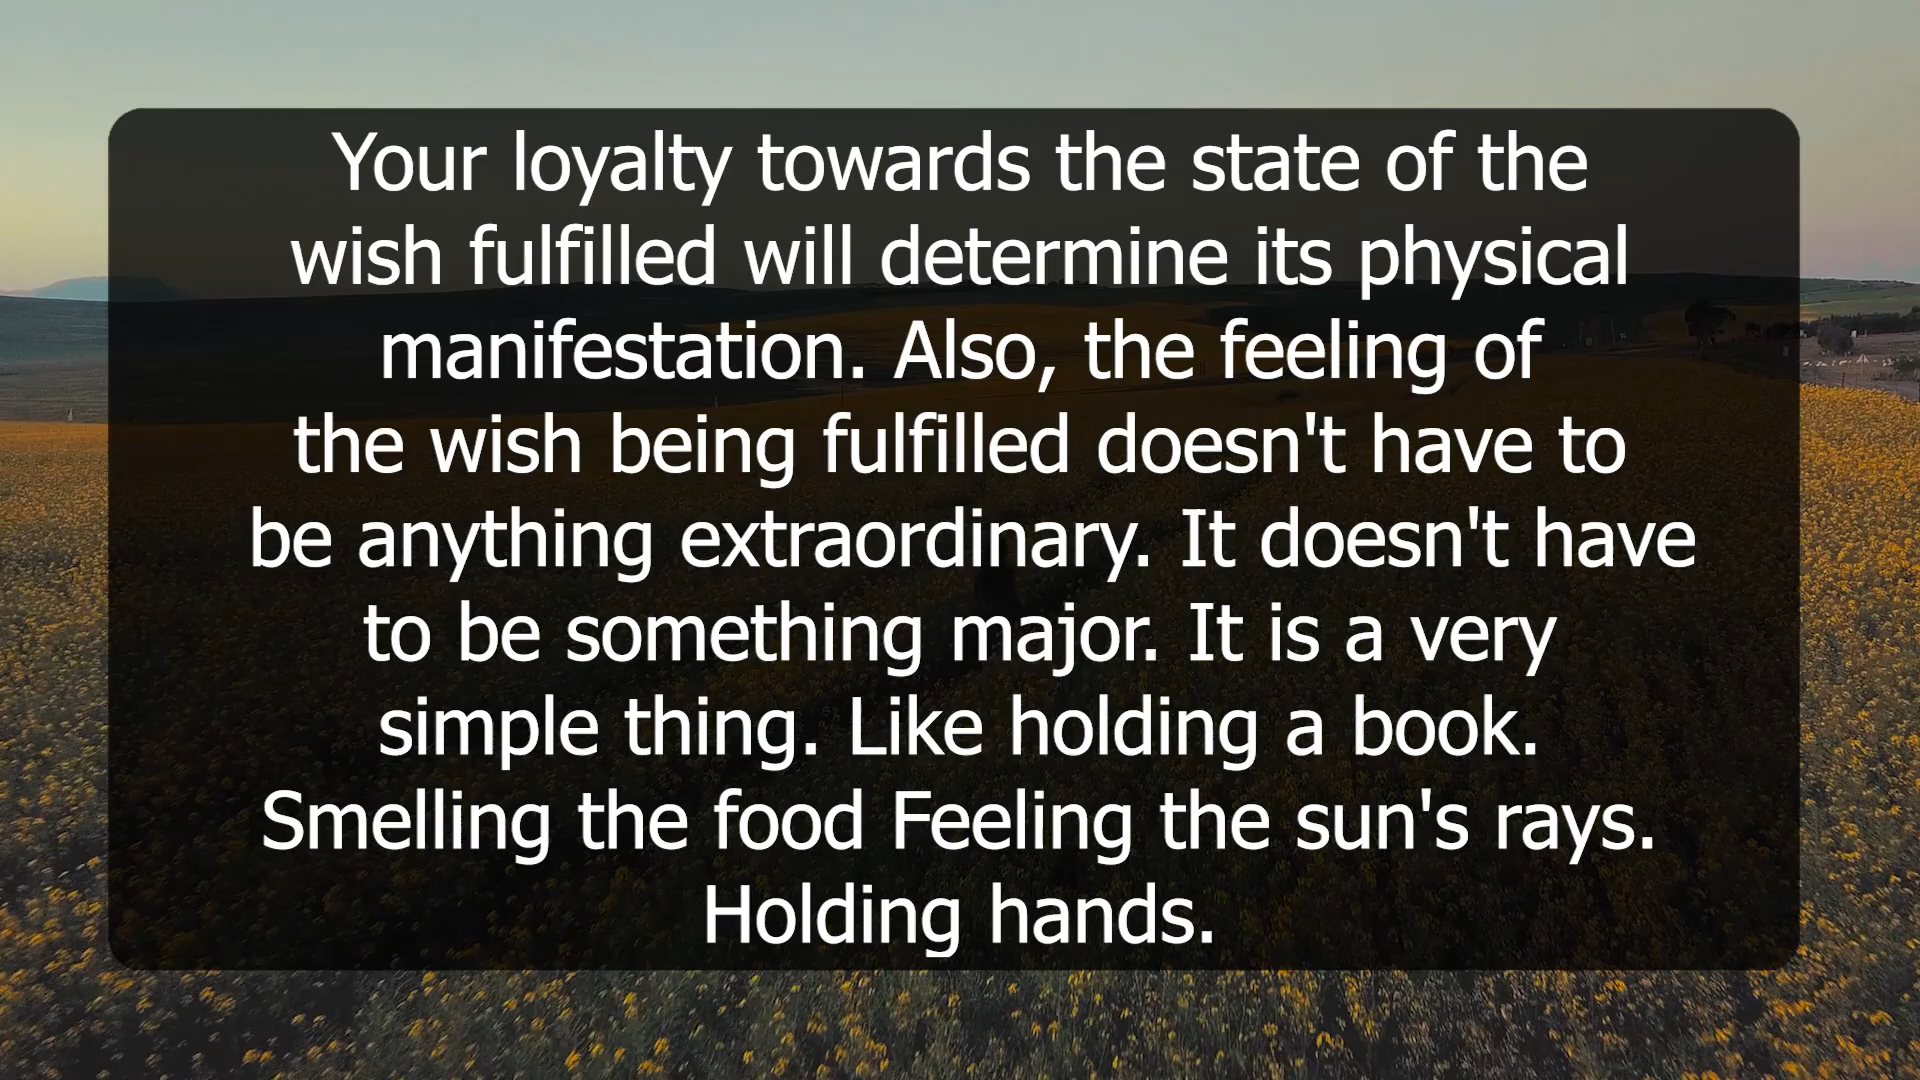 Your loyalty towards the state of the
wish fulfilled will determine its physical
manifestation. Also, the feeling of
the wish being fulfilled doesn't have to
be anything extraordinary. It doesn't have
to be something major. It is a very
simple thing. Like holding a book.
Smelling the food Feeling the sun's rays.
Holding hands.